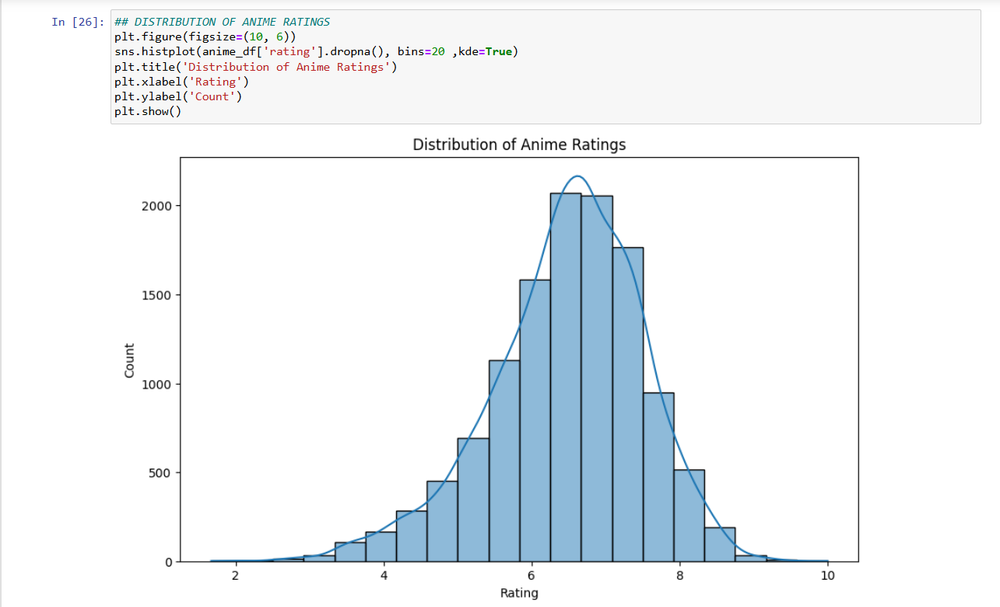 In [26]:
## DISTRIBUTION OF ANIME RATINGS
plt.figure(figsize=(10, 6))
sns.histplot(anime_df['rating'].dropna(), bins=20 ,kde=True)
plt.title('Distribution of Anime Ratings')
plt.xlabel('Rating')
plt.ylabel('Count')
plt.show()
Distribution of Anime Ratings
2000
1500
1000
500
0
Count
2 4 6 8 10
Rating